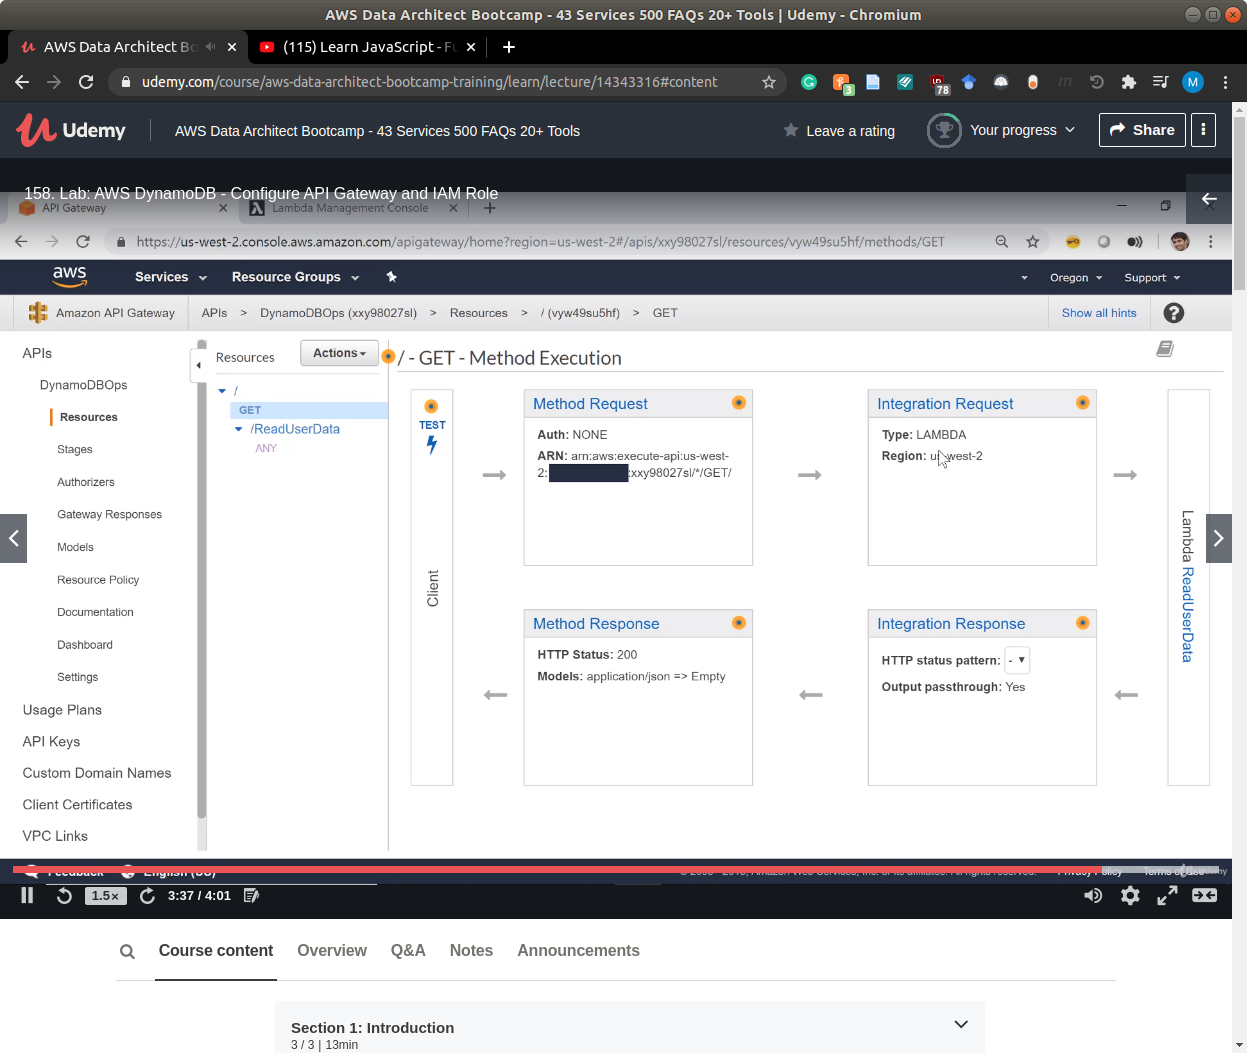 AWS Data Architect Bootcamp - 43 Services 500 FAQs 20+ Tools | Udemy - Chromium
AWS Data Architect Bo
(115) Learn JavaScript - Fu
udemy.com/course/aws-data-architect-bootcamp-training/learn/lecture/14343316#content
3
78
M
Udemy
AWS Data Architect Bootcamp - 43 Services 500 FAQs 20+ Tools
Leave a rating
Your progress
Share
158. Lab: AWS DynamoDB - Configure API Gateway and IAM Role
API Gateway
Lambda Management Console
https://us-west-2.console.aws.amazon.com/apigateway/home?region=us-west-2#/apis/xxy98027sl/resources/vyw49su5hf/methods/GET
aws
Services
Resource Groups
Oregon
Support
Amazon API Gateway
APIs > DynamoDBOps (xxy98027sl) > Resources > / (vyw49su5hf) > GET
Show all hints
?
APIs
DynamoDBOps
Resources
Stages
Authorizers
Gateway Responses
Models
Resource Policy
Documentation
Dashboard
Settings
Usage Plans
API Keys
Custom Domain Names
Client Certificates
VPC Links
Resources
Actions
/
GET
/ReadUserData
ANY
/ - GET - Method Execution
TEST
Client
Method Request
Auth: NONE
ARN: arn:aws:execute-api:us-west-
2: :xxy98027sl/*/GET/
Integration Request
Type: LAMBDA
Region: us-west-2
Lambda ReadUserData
Method Response
HTTP Status: 200
Models: application/json => Empty
Integration Response
HTTP status pattern: -
Output passthrough: Yes
Feedback
English (US)
Privacy Policy
Terms of Use
1.5×
3:37 / 4:01
Course content
Overview
Q&A
Notes
Announcements
Section 1: Introduction
3 / 3 | 13min